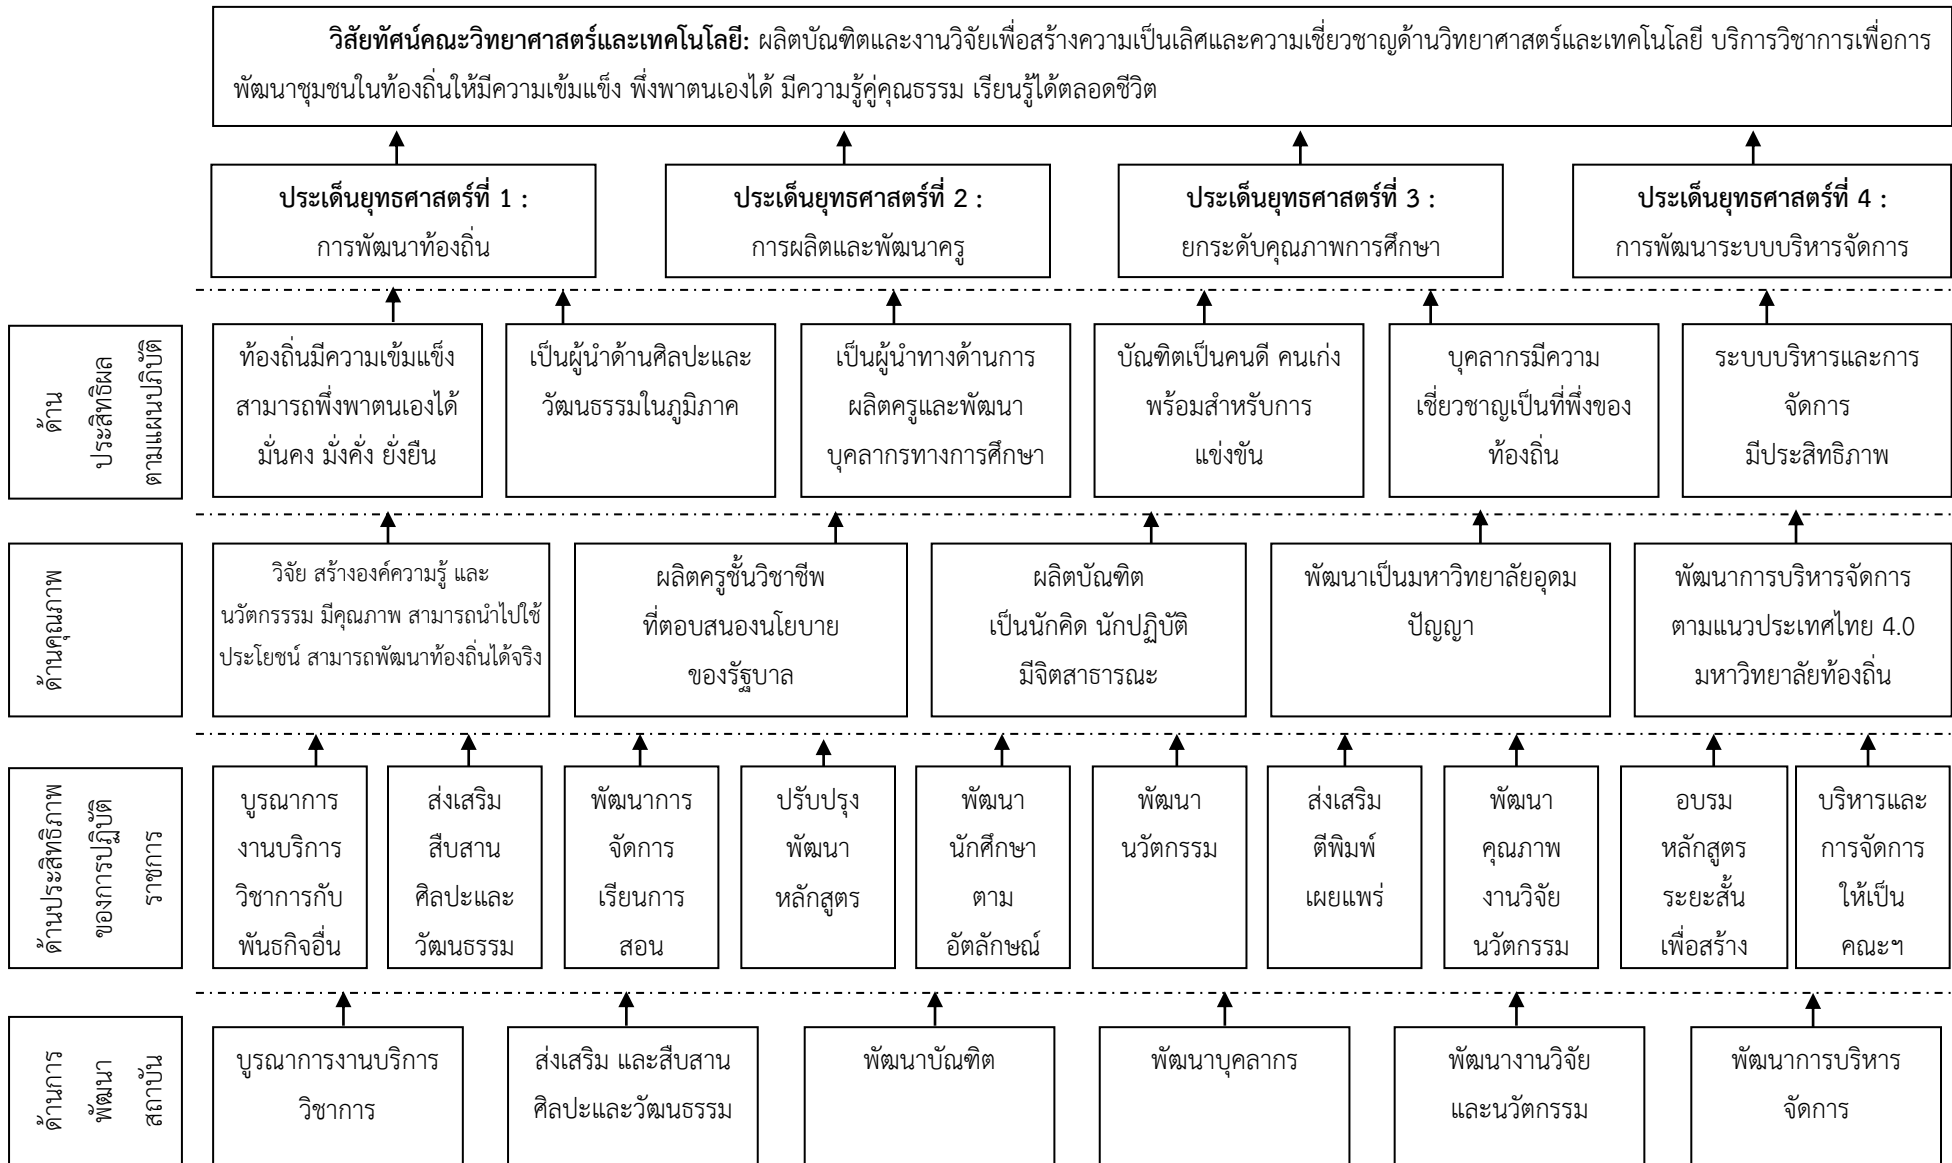 วิสัยทัศน์คณะวิทยาศาสตร์และเทคโนโลยี: ผลิตบัณฑิตและงานวิจัยเพื่อสร้างความเป็นเลิศและความเชี่ยวชาญด้านวิทยาศาสตร์และเทคโนโลยี บริการวิชาการเพื่อการ
พัฒนาชุมชนในท้องถิ่นให้มีความเข้มแข็ง พึ่งพาตนเองได้ มีความรู้คู่คุณธรรม เรียนรู้ได้ตลอดชีวิต
ประเด็นยุทธศาสตร์ที่ 1 :
การพัฒนาท้องถิ่น
ประเด็นยุทธศาสตร์ที่ 2 :
การผลิตและพัฒนาครู
ประเด็นยุทธศาสตร์ที่ 3 :
ยกระดับคุณภาพการศึกษา
ประเด็นยุทธศาสตร์ที่ 4 :
การพัฒนาระบบบริหารจัดการ
ด้าน
ประสิทธิผล
ตามแผนปฏิบัติ
ท้องถิ่นมีความเข้มแข็ง
สามารถพึ่งพาตนเองได้
มั่นคง มั่งคั่ง ยั่งยืน
เป็นผู้นำด้านศิลปะและ
วัฒนธรรมในภูมิภาค
เป็นผู้นำทางด้านการ
ผลิตครูและพัฒนา
บุคลากรทางการศึกษา
บัณฑิตเป็นคนดี คนเก่ง
พร้อมสำหรับการ
แข่งขัน
บุคลากรมีความ
เชี่ยวชาญเป็นที่พึ่งของ
ท้องถิ่น
ระบบบริหารและการ
จัดการ
มีประสิทธิภาพ
ด้านคุณภาพ
วิจัย สร้างองค์ความรู้ และ
นวัตกรรรม มีคุณภาพ สามารถนำไปใช้
ประโยชน์ สามารถพัฒนาท้องถิ่นได้จริง
ผลิตครูชั้นวิชาชีพ
ที่ตอบสนองนโยบาย
ของรัฐบาล
ผลิตบัณฑิต
เป็นนักคิด นักปฏิบัติ
มีจิตสาธารณะ
พัฒนาเป็นมหาวิทยาลัยอุดม
ปัญญา
พัฒนาการบริหารจัดการ
ตามแนวประเทศไทย 4.0
มหาวิทยาลัยท้องถิ่น
ด้านประสิทธิภาพ
ของการปฏิบัติ
ราชการ
บูรณาการ
งานบริการ
วิชาการกับ
พันธกิจอื่น
ส่งเสริม
สืบสาน
ศิลปะและ
วัฒนธรรม
พัฒนาการ
จัดการ
เรียนการ
สอน
ปรับปรุง
พัฒนา
หลักสูตร
พัฒนา
นักศึกษา
ตาม
อัตลักษณ์
พัฒนา
นวัตกรรม
ส่งเสริม
ตีพิมพ์
เผยแพร่
พัฒนา
คุณภาพ
งานวิจัย
นวัตกรรม
อบรม
หลักสูตร
ระยะสั้น
เพื่อสร้าง
บริหารและ
การจัดการ
ให้เป็น
คณะฯ
ด้านการ
พัฒนา
สถาบัน
บูรณาการงานบริการ
วิชาการ
ส่งเสริม และสืบสาน
ศิลปะและวัฒนธรรม
พัฒนาบัณฑิต
พัฒนาบุคลากร
พัฒนางานวิจัย
และนวัตกรรม
พัฒนาการบริหาร
จัดการ